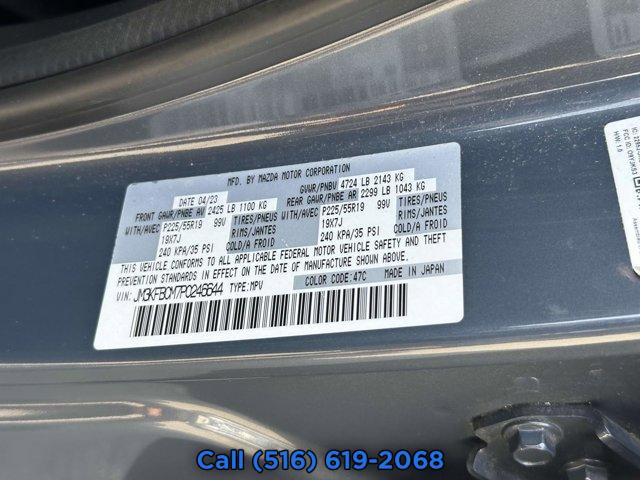 MFD. BY MAZDA MOTOR CORPORATION
DATE 04/23 GVWR/PNBV 4724 LB 2143 KG
FRONT GAWR/PNBE AV 2425 LB 1100 KG REAR GAWR/PNBE AR 2299 LB 1043 KG
WITH/AVEC P225/55R19 99V TIRES/PNEUS WITH/AVEC P225/55R19 99V TIRES/PNEUS
19X7J RIMS/JANTES 19X7J RIMS/JANTES
240 KPA/35 PSI COLD/A FROID 240 KPA/35 PSI COLD/A FROID
THIS VEHICLE CONFORMS TO ALL APPLICABLE FEDERAL MOTOR VEHICLE SAFETY AND THEFT
PREVENTION STANDARDS IN EFFECT ON THE DATE OF MANUFACTURE SHOWN ABOVE.
VIN: JM3KFBCM7P0246644 TYPE: MPV COLOR CODE: 47C MADE IN JAPAN
HVW: 1.0
Call (516) 619-2068